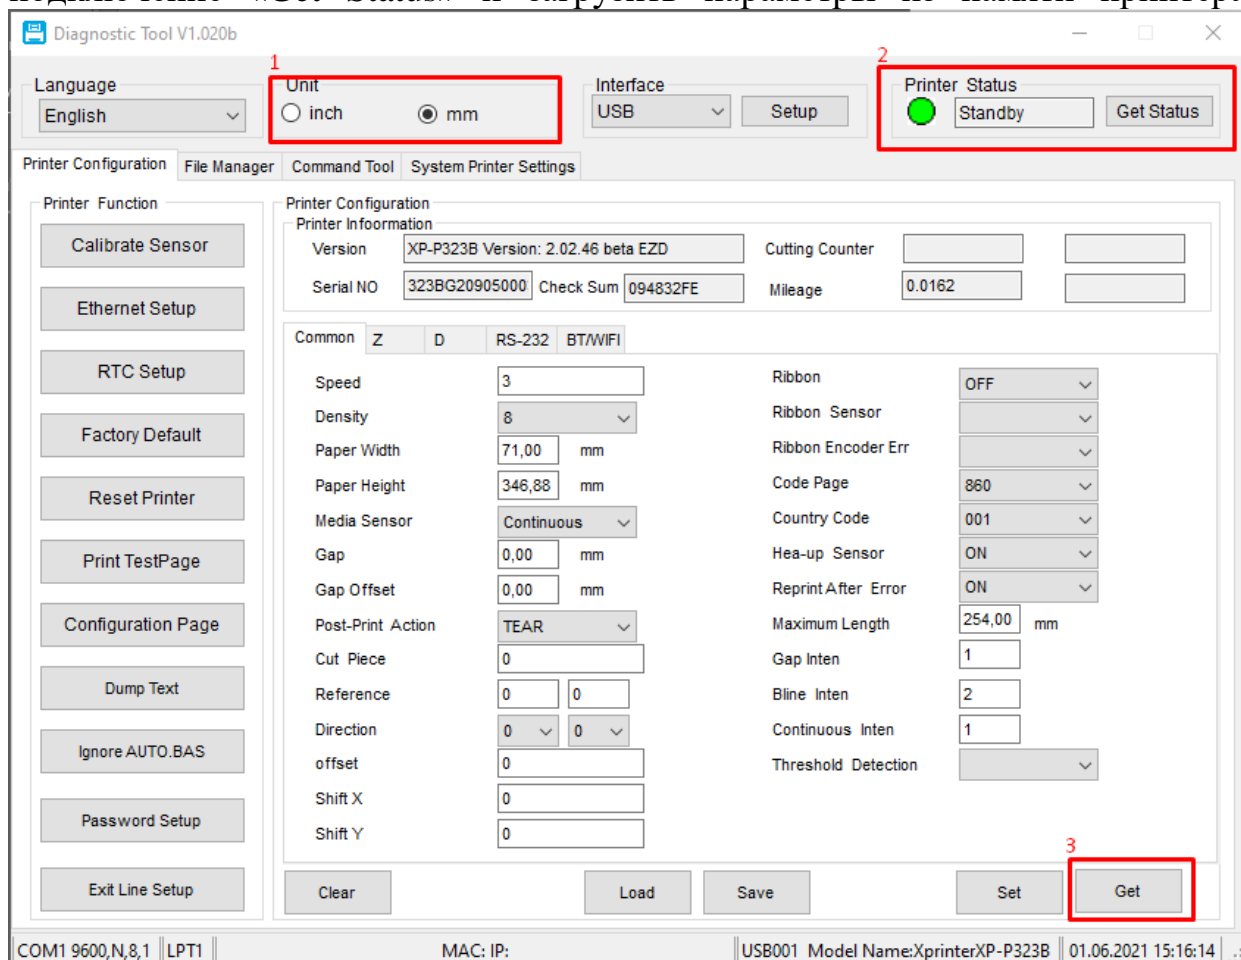 подключение «Get Status» и загрузить параметры из памяти принтера
Diagnostic Tool V1.020b
1
2
Language
Unit
Interface
Printer Status
English
inch
mm
USB
Setup
Standby
Get Status
Printer Configuration
File Manager
Command Tool
System Printer Settings
Printer Function
Calibrate Sensor
Ethernet Setup
RTC Setup
Factory Default
Reset Printer
Print TestPage
Configuration Page
Dump Text
Ignore AUTO.BAS
Password Setup
Exit Line Setup
Printer Configuration
Printer Infoormation
Version XP-P323B Version: 2.02.46 beta EZD
Cutting Counter
Serial NO 323BG20905000 Check Sum 094832FE
Mileage 0.0162
Common Z D RS-232 BT/WIFI
Speed 3
Density 8
Paper Width 71,00 mm
Paper Height 346,88 mm
Media Sensor Continuous
Gap 0,00 mm
Gap Offset 0,00 mm
Post-Print Action TEAR
Cut Piece 0
Reference 0 0
Direction 0 0
offset 0
Shift X 0
Shift Y 0
Ribbon OFF
Ribbon Sensor
Ribbon Encoder Err
Code Page 860
Country Code 001
Hea-up Sensor ON
Reprint After Error ON
Maximum Length 254,00 mm
Gap Inten 1
Bline Inten 2
Continuous Inten 1
Threshold Detection
3
Clear
Load
Save
Set
Get
COM1 9600,N,8,1 LPT1 MAC: IP: USB001 Model Name:XprinterXP-P323B 01.06.2021 15:16:14